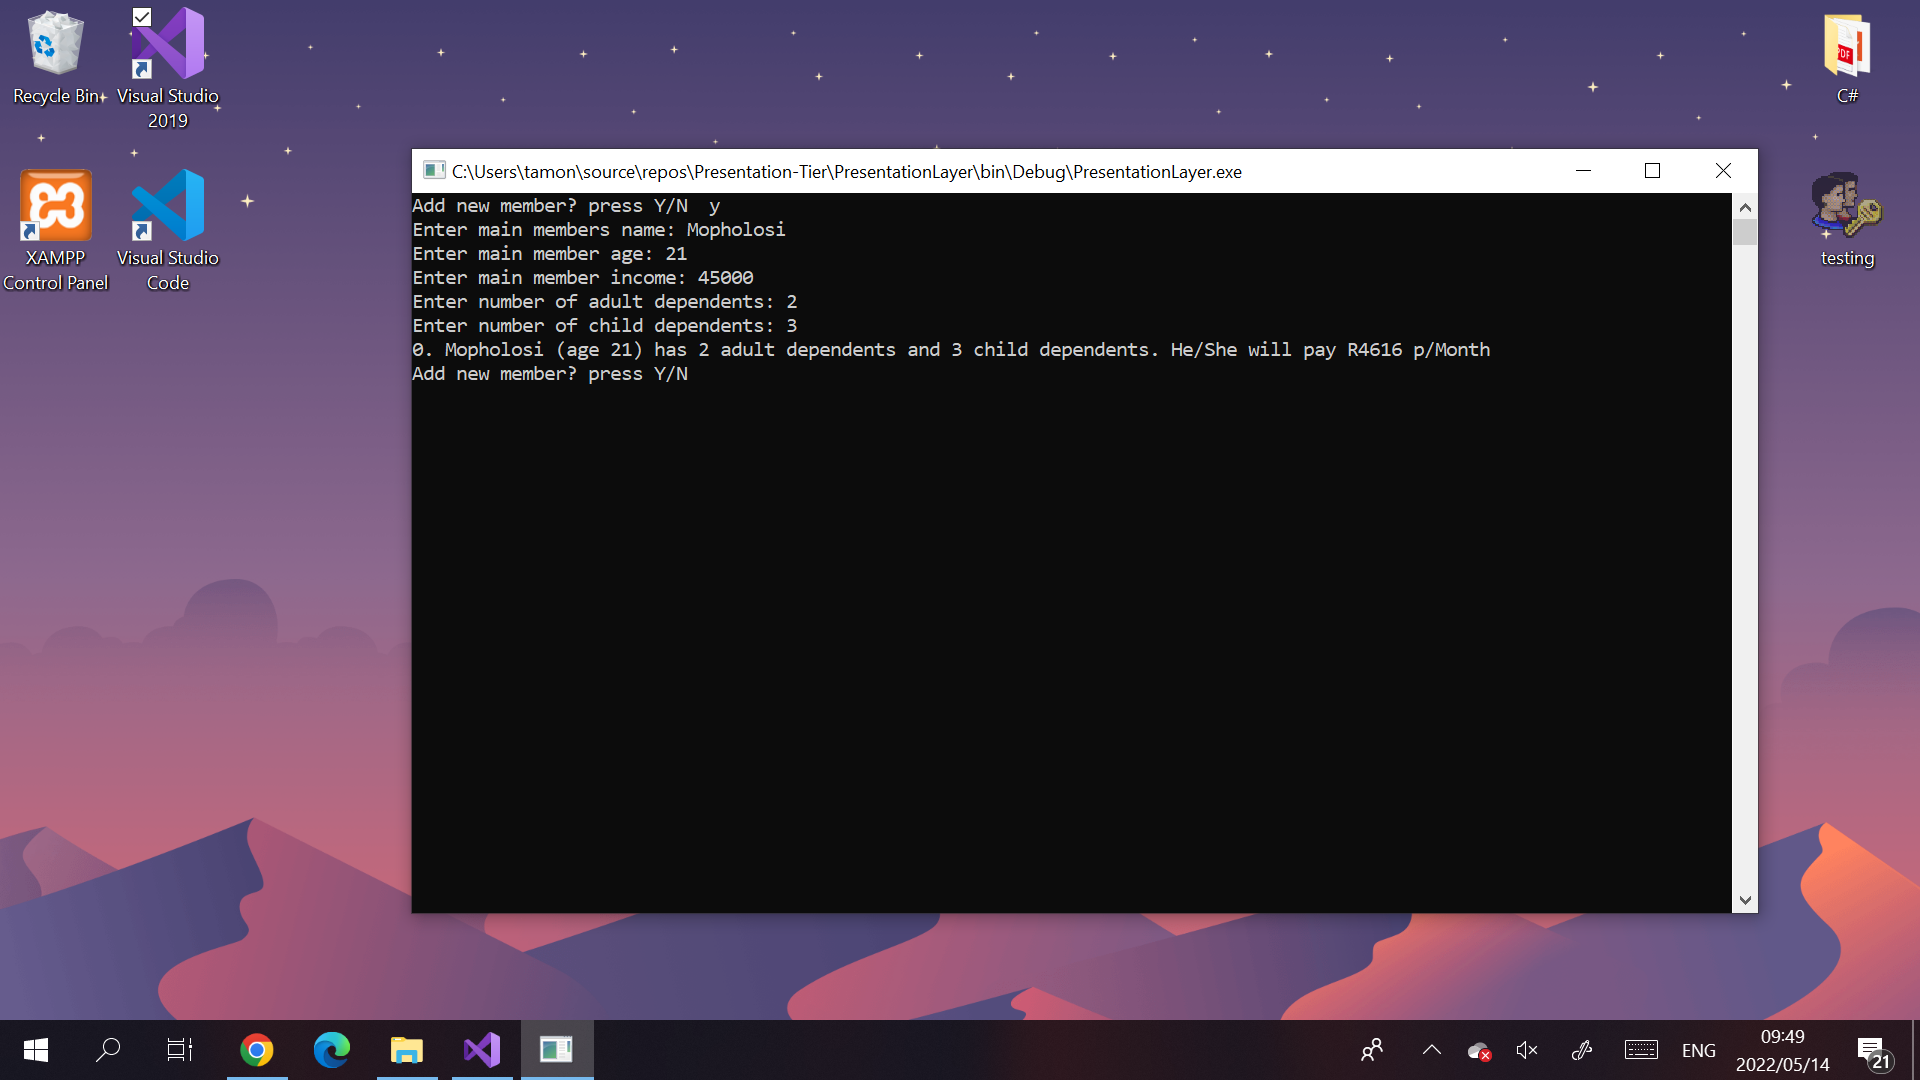 Recycle Bin
Visual Studio
2019
XAMPP
Control Panel
Visual Studio
Code
C#
PDF
testing
C:\Users\tamon\source\repos\Presentation-Tier\PresentationLayer\bin\Debug\PresentationLayer.exe
Add new member? press Y/N  y
Enter main members name: Mopholosi
Enter main member age: 21
Enter main member income: 45000
Enter number of adult dependents: 2
Enter number of child dependents: 3
0. Mopholosi (age 21) has 2 adult dependents and 3 child dependents. He/She will pay R4616 p/Month
Add new member? press Y/N
ENG
09:49
2022/05/14
21